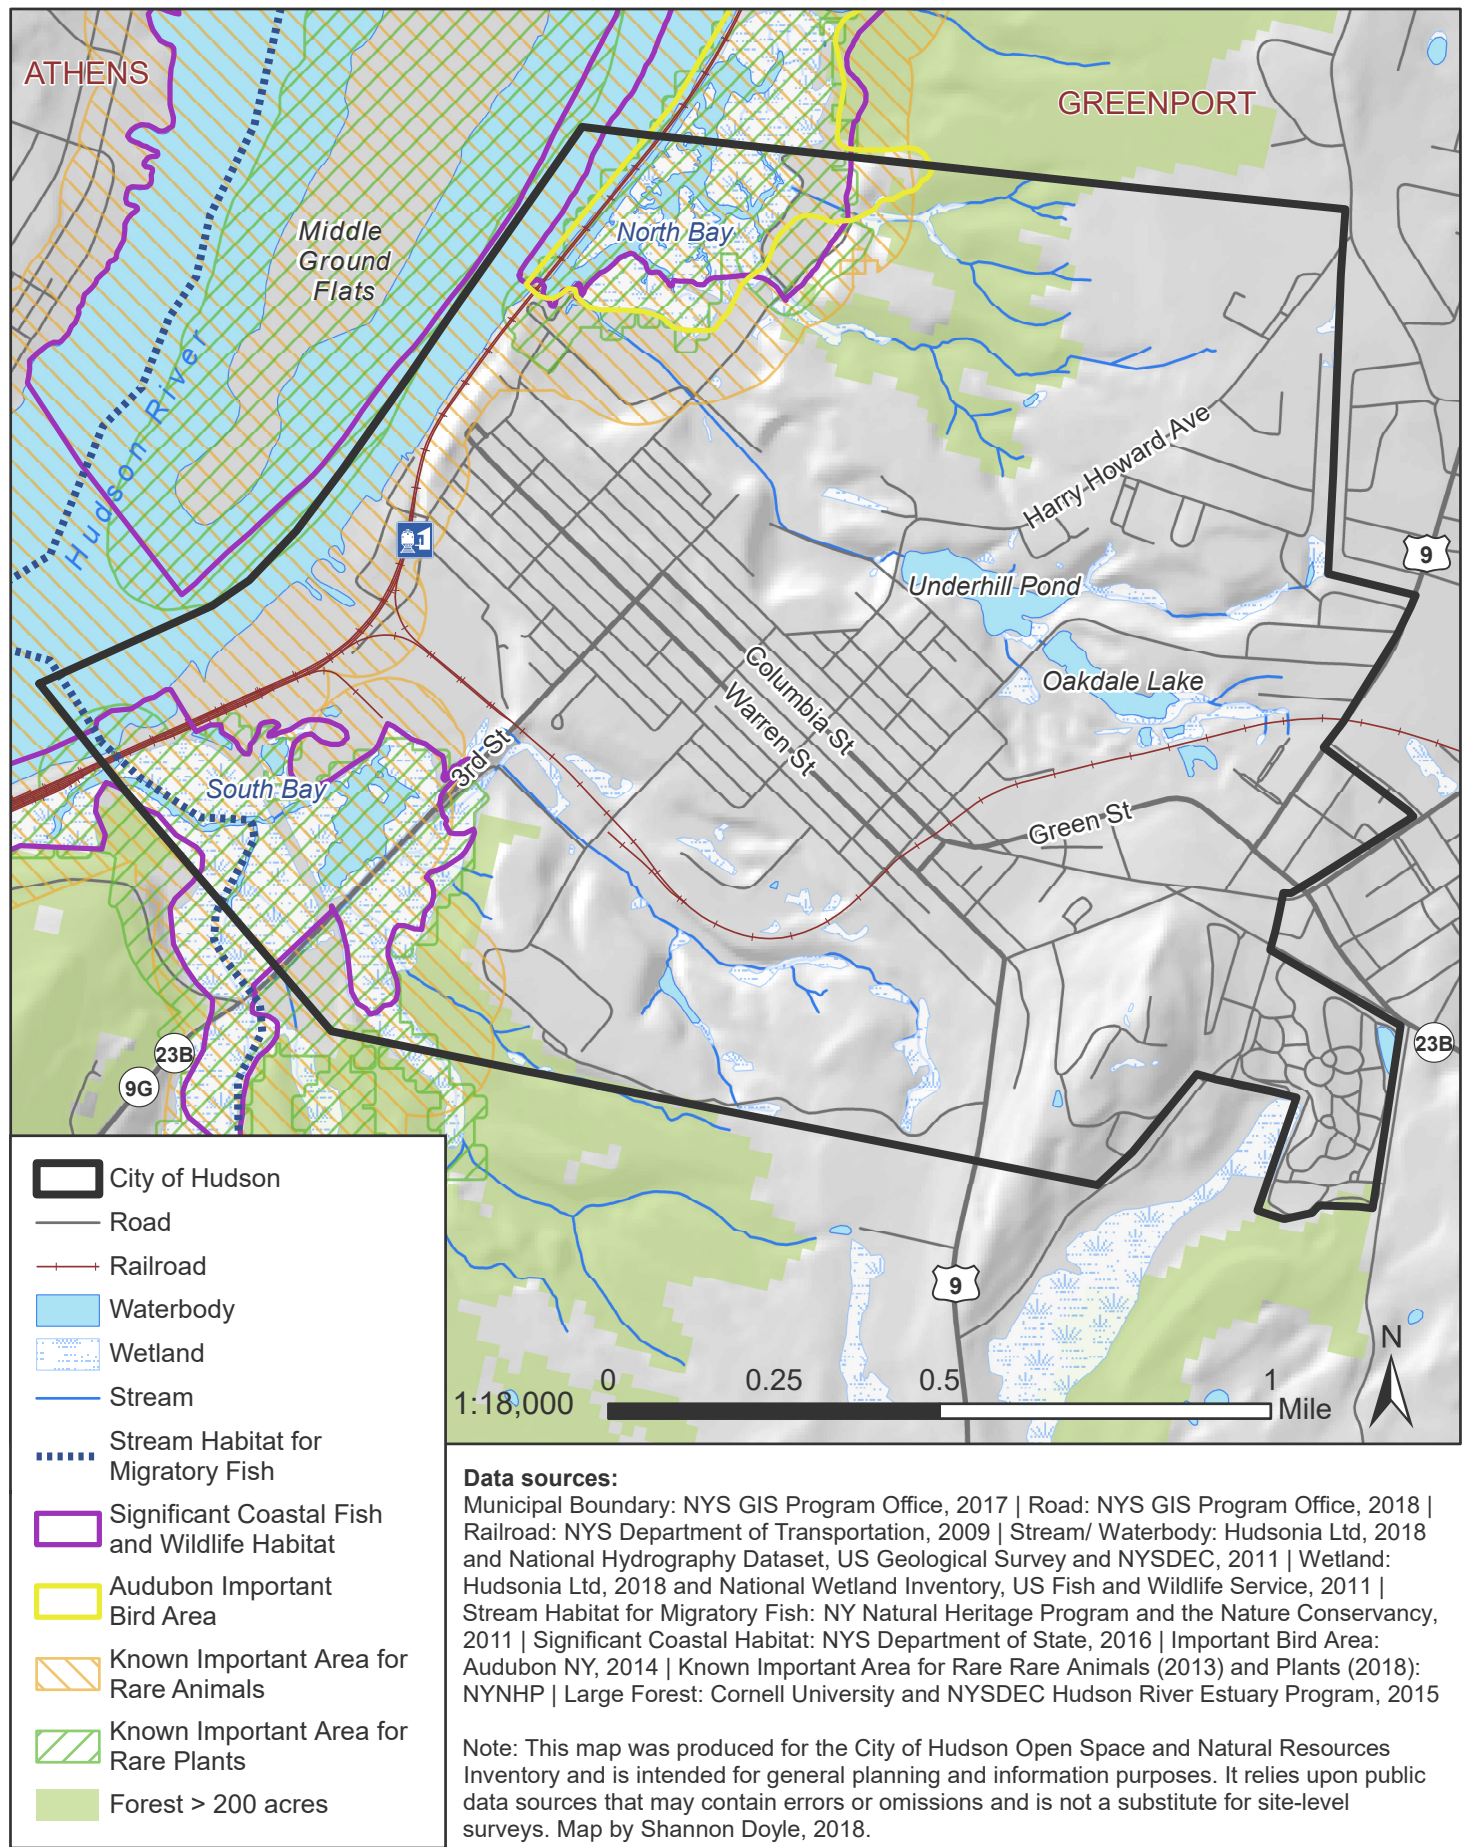 ATHENS
GREENPORT
Middle
Ground
Flats
North Bay
Hudson River
Harry Howard Ave
9
1
Underhill Pond
Oakdale Lake
Columbia St
Warren St
3rd St
South Bay
Green St
23B
9G
23B
9
N
0 0.25 0.5 1
1:18,000
Mile
City of Hudson
Road
Railroad
Waterbody
Wetland
Stream
Stream Habitat for
Migratory Fish
Significant Coastal Fish
and Wildlife Habitat
Audubon Important
Bird Area
Known Important Area for
Rare Animals
Known Important Area for
Rare Plants
Forest > 200 acres
Data sources:
Municipal Boundary: NYS GIS Program Office, 2017 | Road: NYS GIS Program Office, 2018 |
Railroad: NYS Department of Transportation, 2009 | Stream/ Waterbody: Hudsonia Ltd, 2018
and National Hydrography Dataset, US Geological Survey and NYSDEC, 2011 | Wetland:
Hudsonia Ltd, 2018 and National Wetland Inventory, US Fish and Wildlife Service, 2011 |
Stream Habitat for Migratory Fish: NY Natural Heritage Program and the Nature Conservancy,
2011 | Significant Coastal Habitat: NYS Department of State, 2016 | Important Bird Area:
Audubon NY, 2014 | Known Important Area for Rare Rare Animals (2013) and Plants (2018):
NYNHP | Large Forest: Cornell University and NYSDEC Hudson River Estuary Program, 2015
Note: This map was produced for the City of Hudson Open Space and Natural Resources
Inventory and is intended for general planning and information purposes. It relies upon public
data sources that may contain errors or omissions and is not a substitute for site-level
surveys. Map by Shannon Doyle, 2018.